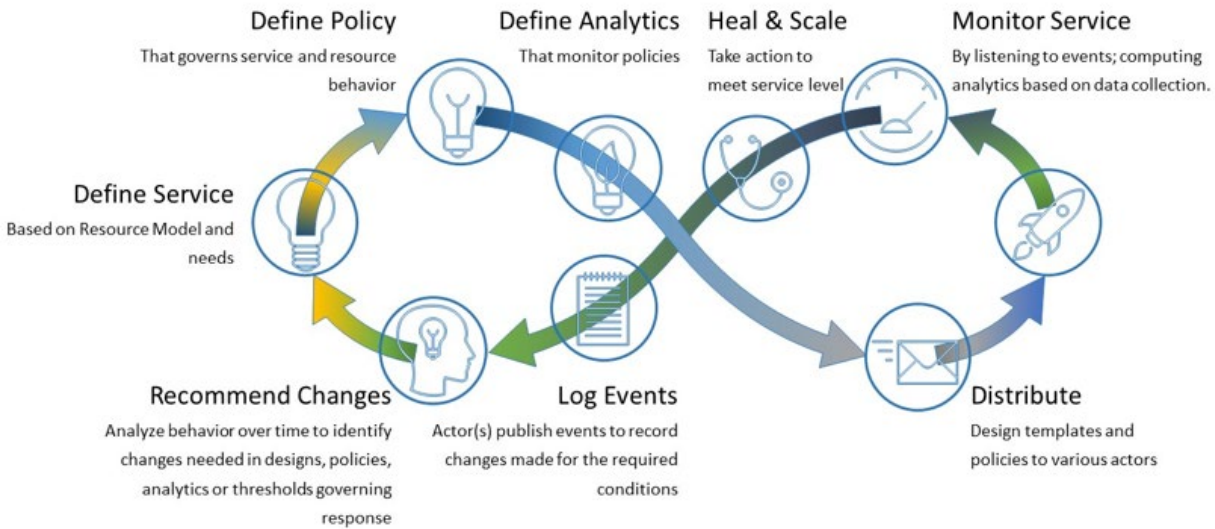 Define Policy
That governs service and resource
behavior
Define Analytics
That monitor policies
Heal & Scale
Take action to
meet service level
Monitor Service
By listening to events; computing
analytics based on data collection.
Define Service
Based on Resource Model and
needs
Recommend Changes
Analyze behavior over time to identify
changes needed in designs, policies,
analytics or thresholds governing
response
Log Events
Actor(s) publish events to record
changes made for the required
conditions
Distribute
Design templates and
policies to various actors